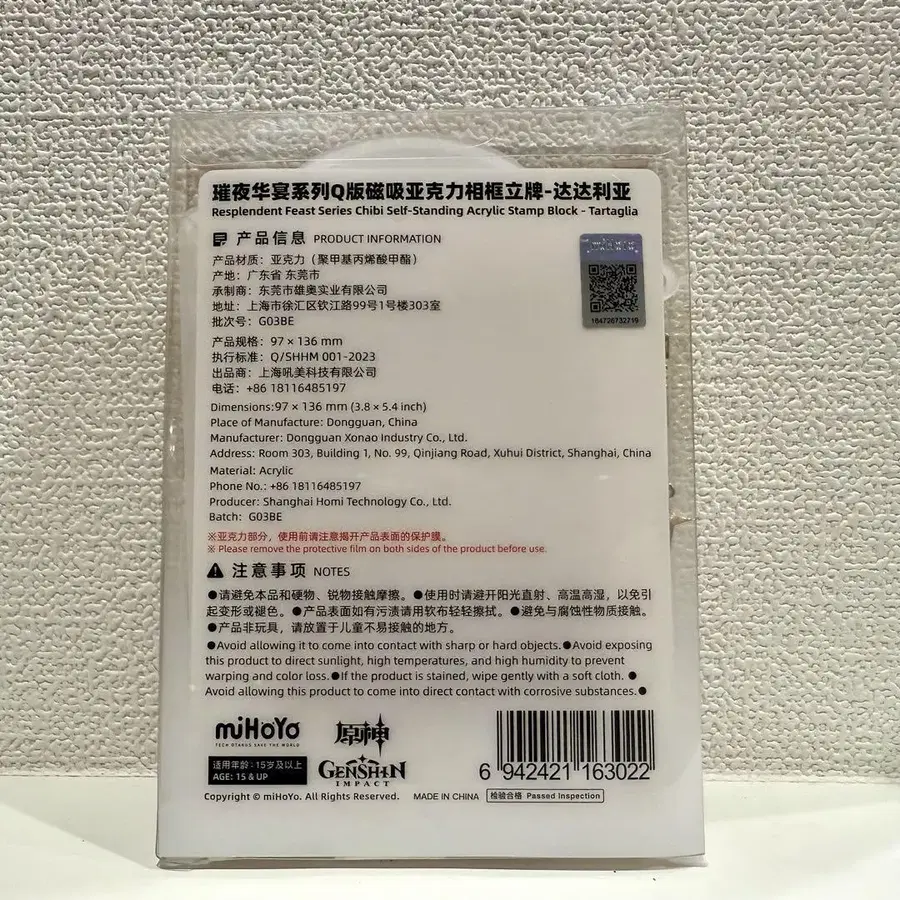 璀夜华宴系列Q版磁吸亚克力相框立牌-达达利亚
Resplendent Feast Series Chibi Self-Standing Acrylic Stamp Block - Tartaglia
产品信息 PRODUCT INFORMATION
产品材质：亚克力（聚甲基丙烯酸甲酯）
产地：广东省 东莞市
承制商：东莞市雄奥实业有限公司
地址：上海市徐汇区钦江路99号1号楼303室
批次号：G03BE
产品规格：97 × 136 mm
执行标准：Q/SHHM 001-2023
出品商：上海吼美科技有限公司
电话：+86 18116485197
Dimensions:97 × 136 mm (3.8 × 5.4 inch)
Place of Manufacture: Dongguan, China
Manufacturer: Dongguan Xonao Industry Co., Ltd.
Address: Room 303, Building 1, No. 99, Qinjiang Road, Xuhui District, Shanghai, China
Material: Acrylic
Phone No.: +86 18116485197
Producer: Shanghai Homi Technology Co., Ltd.
Batch: G03BE
※亚克力部分，使用前请注意揭开产品表面的保护膜。
※ Please remove the protective film on both sides of the product before use.
注意事项 NOTES
●请避免本品和硬物、锐物接触摩擦。●使用时请避开阳光直射、高温高湿，以免引
起变形或褪色。●产品表面如有污渍请用软布轻轻擦拭。●避免与腐蚀性物质接触。
●产品非玩具，请放置于儿童不易接触的地方。
●Avoid allowing it to come into contact with sharp or hard objects.●Avoid exposing
this product to direct sunlight, high temperatures, and high humidity to prevent
warping and color loss.●If the product is stained, wipe gently with a soft cloth. ●
Avoid allowing this product to come into direct contact with corrosive substances.●
miHoYo
TECH OTAKUS SAVE THE WORLD
原神
GENSHIN
IMPACT
适用年龄：15岁及以上
AGE: 15 & UP
6 942421 163022
Copyright © miHoYo. All Rights Reserved.
MADE IN CHINA
检验合格 Passed Inspection